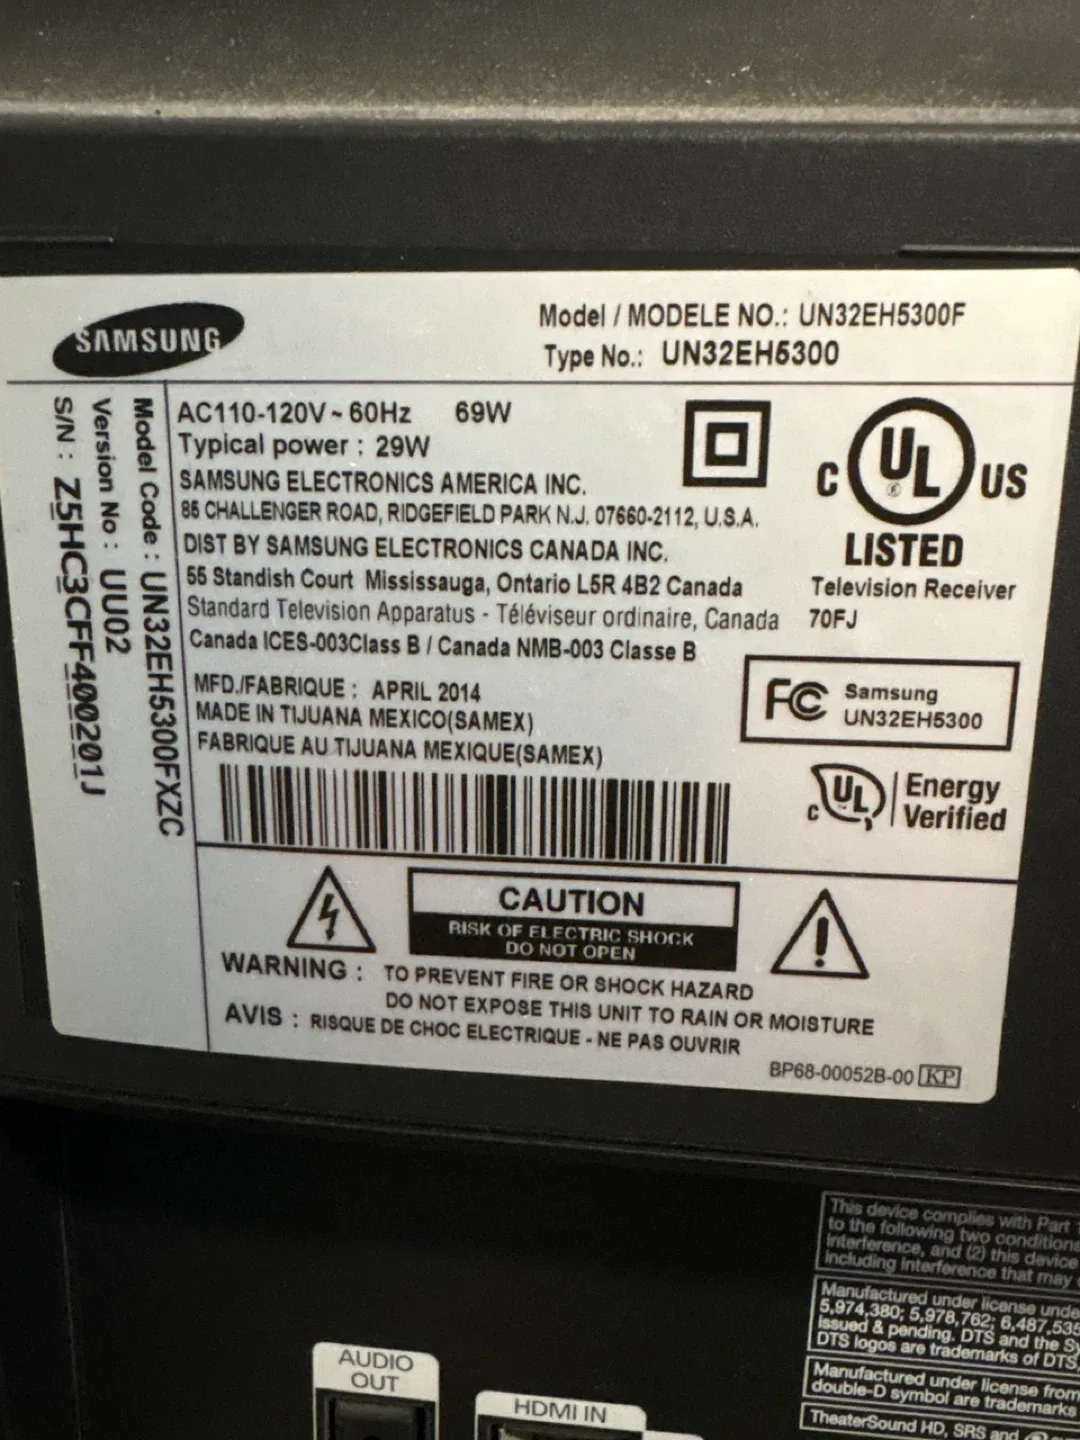 SAMSUNG
Model / MODELE NO.: UN32EH5300F
Type No.: UN32EH5300
Model Code : UN32EH5300FXZC
Version No : UU02
S/N : Z5HC3CFF400201J
AC110-120V ~ 60Hz 69W
Typical power : 29W
SAMSUNG ELECTRONICS AMERICA INC.
85 CHALLENGER ROAD, RIDGEFIELD PARK N.J. 07660-2112, U.S.A.
DIST BY SAMSUNG ELECTRONICS CANADA INC.
55 Standish Court Mississauga, Ontario L5R 4B2 Canada
Standard Television Apparatus - Téléviseur ordinaire, Canada
Canada ICES-003Class B / Canada NMB-003 Classe B
MFD./FABRIQUE : APRIL 2014
MADE IN TIJUANA MEXICO(SAMEX)
FABRIQUE AU TIJUANA MEXIQUE(SAMEX)
C UL ® US
LISTED
Television Receiver
70FJ
FC Samsung
UN32EH5300
c UL Energy
Verified
CAUTION
RISK OF ELECTRIC SHOCK
DO NOT OPEN
WARNING : TO PREVENT FIRE OR SHOCK HAZARD
DO NOT EXPOSE THIS UNIT TO RAIN OR MOISTURE
AVIS : RISQUE DE CHOC ELECTRIQUE - NE PAS OUVRIR
BP68-00052B-00 KP
This device complies with Part
to the following two conditions
interference, and (2) this device
including interference that may
Manufactured under license unde
5,974,380; 5,978,762; 6,487,535
issued & pending. DTS and the Sy
DTS logos are trademarks of DTS,
Manufactured under license from
double-D symbol are trademarks
TheaterSound HD, SRS and
AUDIO
OUT
HDMI IN